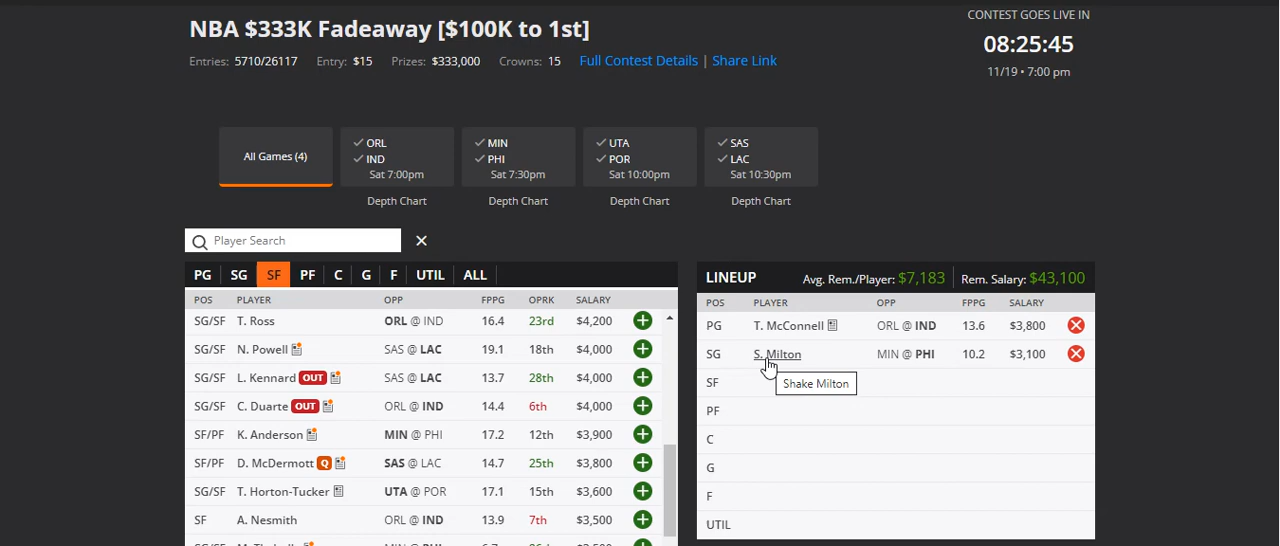 NBA $333K Fadeaway [$100K to 1st]
Entries: 5710/26117 Entry: $15 Prizes: $333,000 Crowns: 15 Full Contest Details | Share Link
CONTEST GOES LIVE IN
08:25:45
11/19 • 7:00 pm
All Games (4)
ORL
IND
Sat 7:00pm
Depth Chart
MIN
PHI
Sat 7:30pm
Depth Chart
UTA
POR
Sat 10:00pm
Depth Chart
SAS
LAC
Sat 10:30pm
Depth Chart
Player Search
PG SG SF PF C G F UTIL ALL
POS PLAYER OPP FPPG OPRK SALARY
SG/SF T. Ross ORL @ IND 16.4 23rd $4,200
SG/SF N. Powell SAS @ LAC 19.1 18th $4,000
SG/SF L. Kennard OUT SAS @ LAC 13.7 28th $4,000
SG/SF C. Duarte OUT ORL @ IND 14.4 6th $4,000
SF/PF K. Anderson MIN @ PHI 17.2 12th $3,900
SF/PF D. McDermott Q SAS @ LAC 14.7 25th $3,800
SG/SF T. Horton-Tucker UTA @ POR 17.1 15th $3,600
SF A. Nesmith ORL @ IND 13.9 7th $3,500
LINEUP Avg. Rem./Player: $7,183 Rem. Salary: $43,100
POS PLAYER OPP FPPG SALARY
PG T. McConnell ORL @ IND 13.6 $3,800
SG S. Milton MIN @ PHI 10.2 $3,100
Shake Milton
SF
PF
C
G
F
UTIL